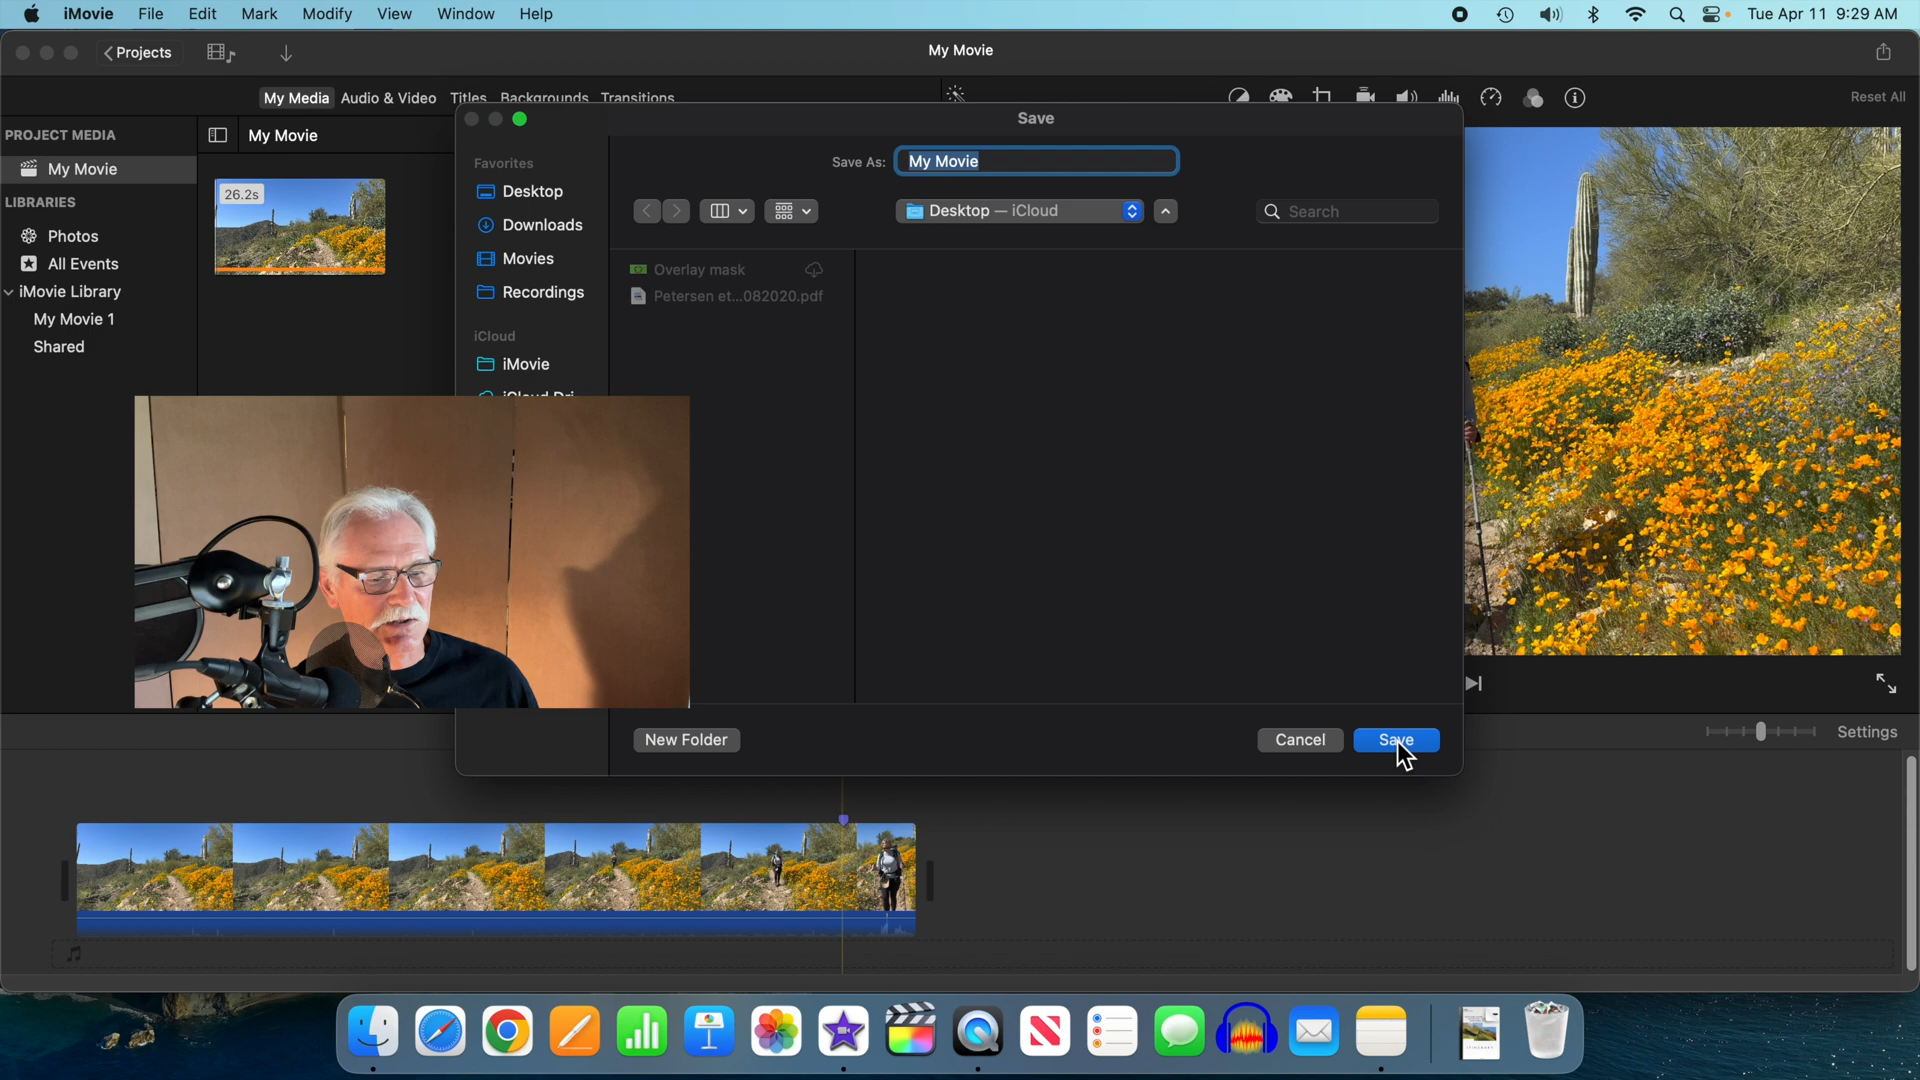 iMovie File Edit Mark Modify View Window Help Tue Apr 11 9:29 AM
Projects My Movie
My Media Audio & Video Titles Backgrounds Transitions Reset All
PROJECT MEDIA
My Movie
LIBRARIES
Photos
All Events
iMovie Library
My Movie 1
Shared
My Movie
26.2s
Save
Favorites
Desktop
Downloads
Movies
Recordings
iCloud
iMovie
iCloud Dri...
Save As: My Movie
Desktop — iCloud
Search
Overlay mask
Petersen et...082020.pdf
New Folder Cancel Save
Settings